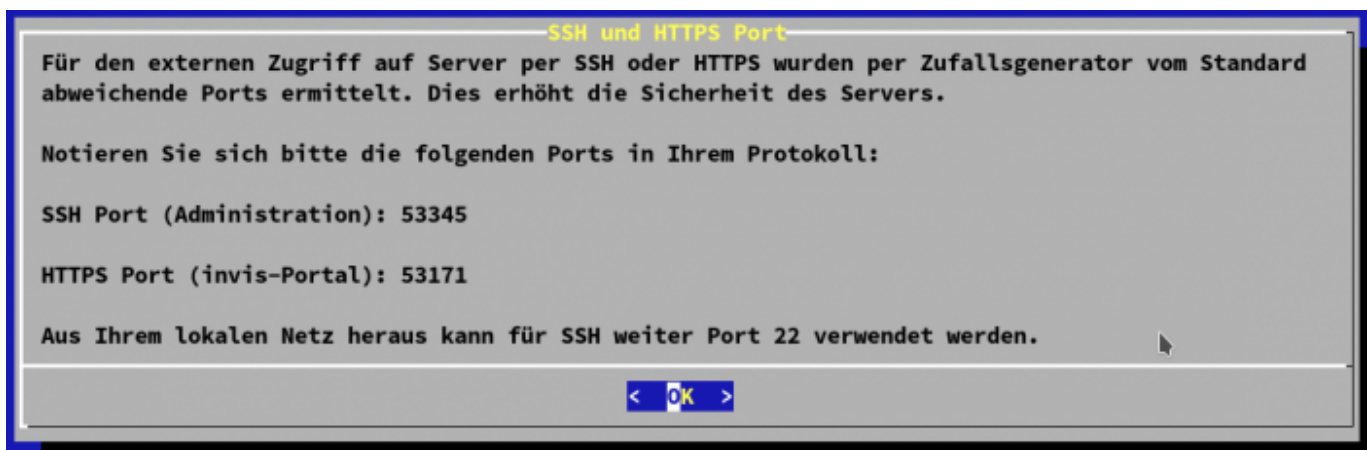 SSH und HTTPS Port
Für den externen Zugriff auf Server per SSH oder HTTPS wurden per Zufallsgenerator vom Standard
abweichende Ports ermittelt. Dies erhöht die Sicherheit des Servers.
Notieren Sie sich bitte die folgenden Ports in Ihrem Protokoll:
SSH Port (Administration): 53345
HTTPS Port (invis-Portal): 53171
Aus Ihrem lokalen Netz heraus kann für SSH weiter Port 22 verwendet werden.
< OK >